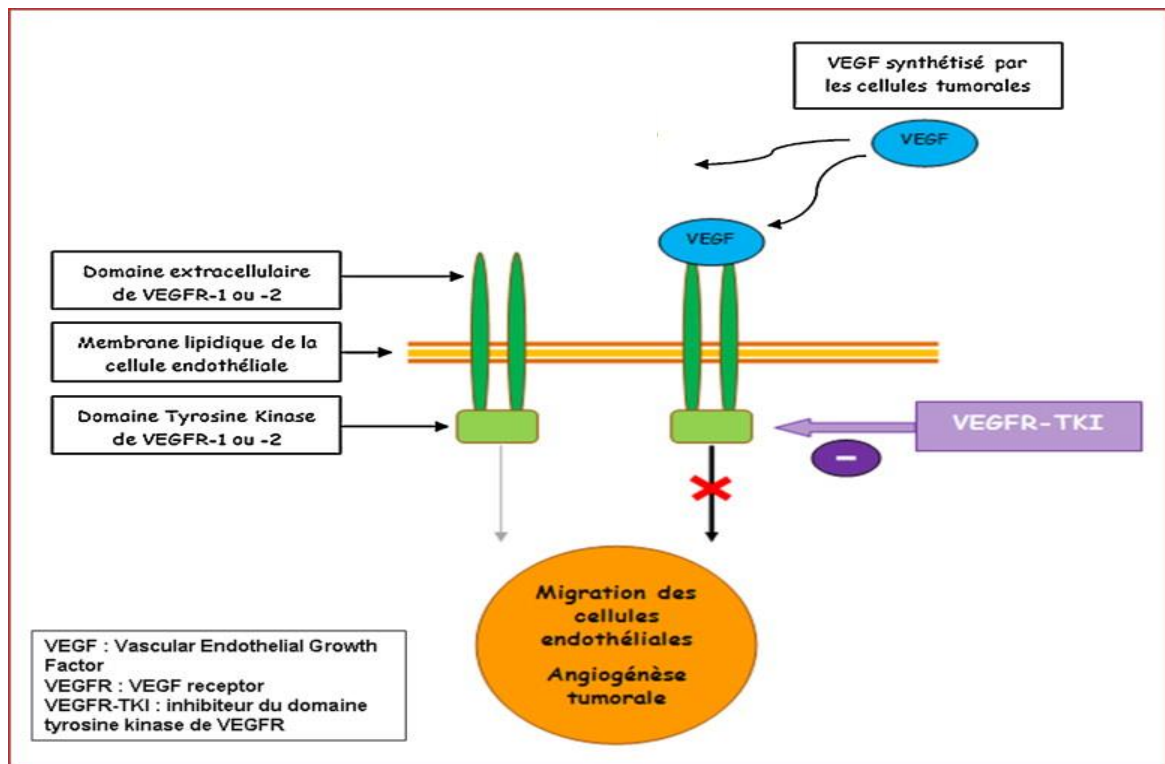 VEGF synthétisé par
les cellules tumorales
VEGF
VEGF
Domaine extracellulaire
de VEGFR-1 ou -2
Membrane lipidique de la
cellule endothéliale
Domaine Tyrosine Kinase
de VEGFR-1 ou -2
VEGFR-TKI
–
Migration des
cellules
endothéliales
Angiogénèse
tumorale
VEGF : Vascular Endothelial Growth
Factor
VEGFR : VEGF receptor
VEGFR-TKI : inhibiteur du domaine
tyrosine kinase de VEGFR